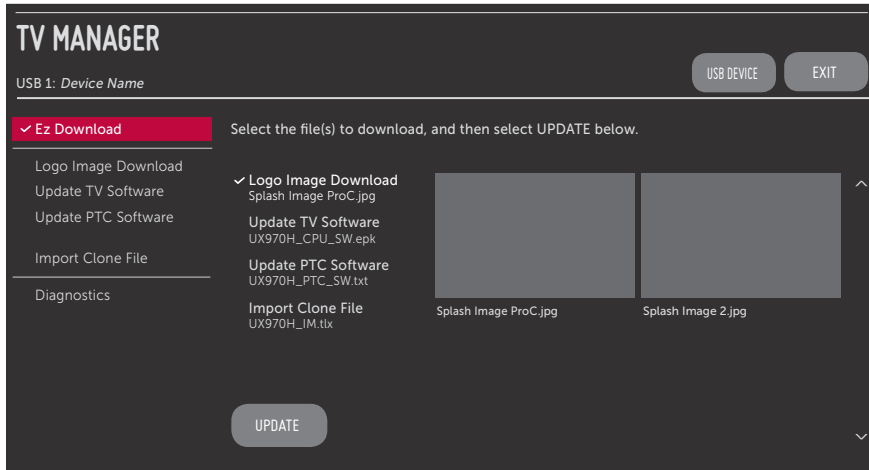 TV MANAGER
USB 1: Device Name
USB DEVICE
EXIT
Ez Download
Logo Image Download
Update TV Software
Update PTC Software
Import Clone File
Diagnostics
Select the file(s) to download, and then select UPDATE below.
Logo Image Download
Splash Image ProC.jpg
Update TV Software
UX970H_CPU_SW.epk
Update PTC Software
UX970H_PTC_SW.txt
Import Clone File
UX970H_IM.tlx
Splash Image ProC.jpg
Splash Image 2.jpg
UPDATE